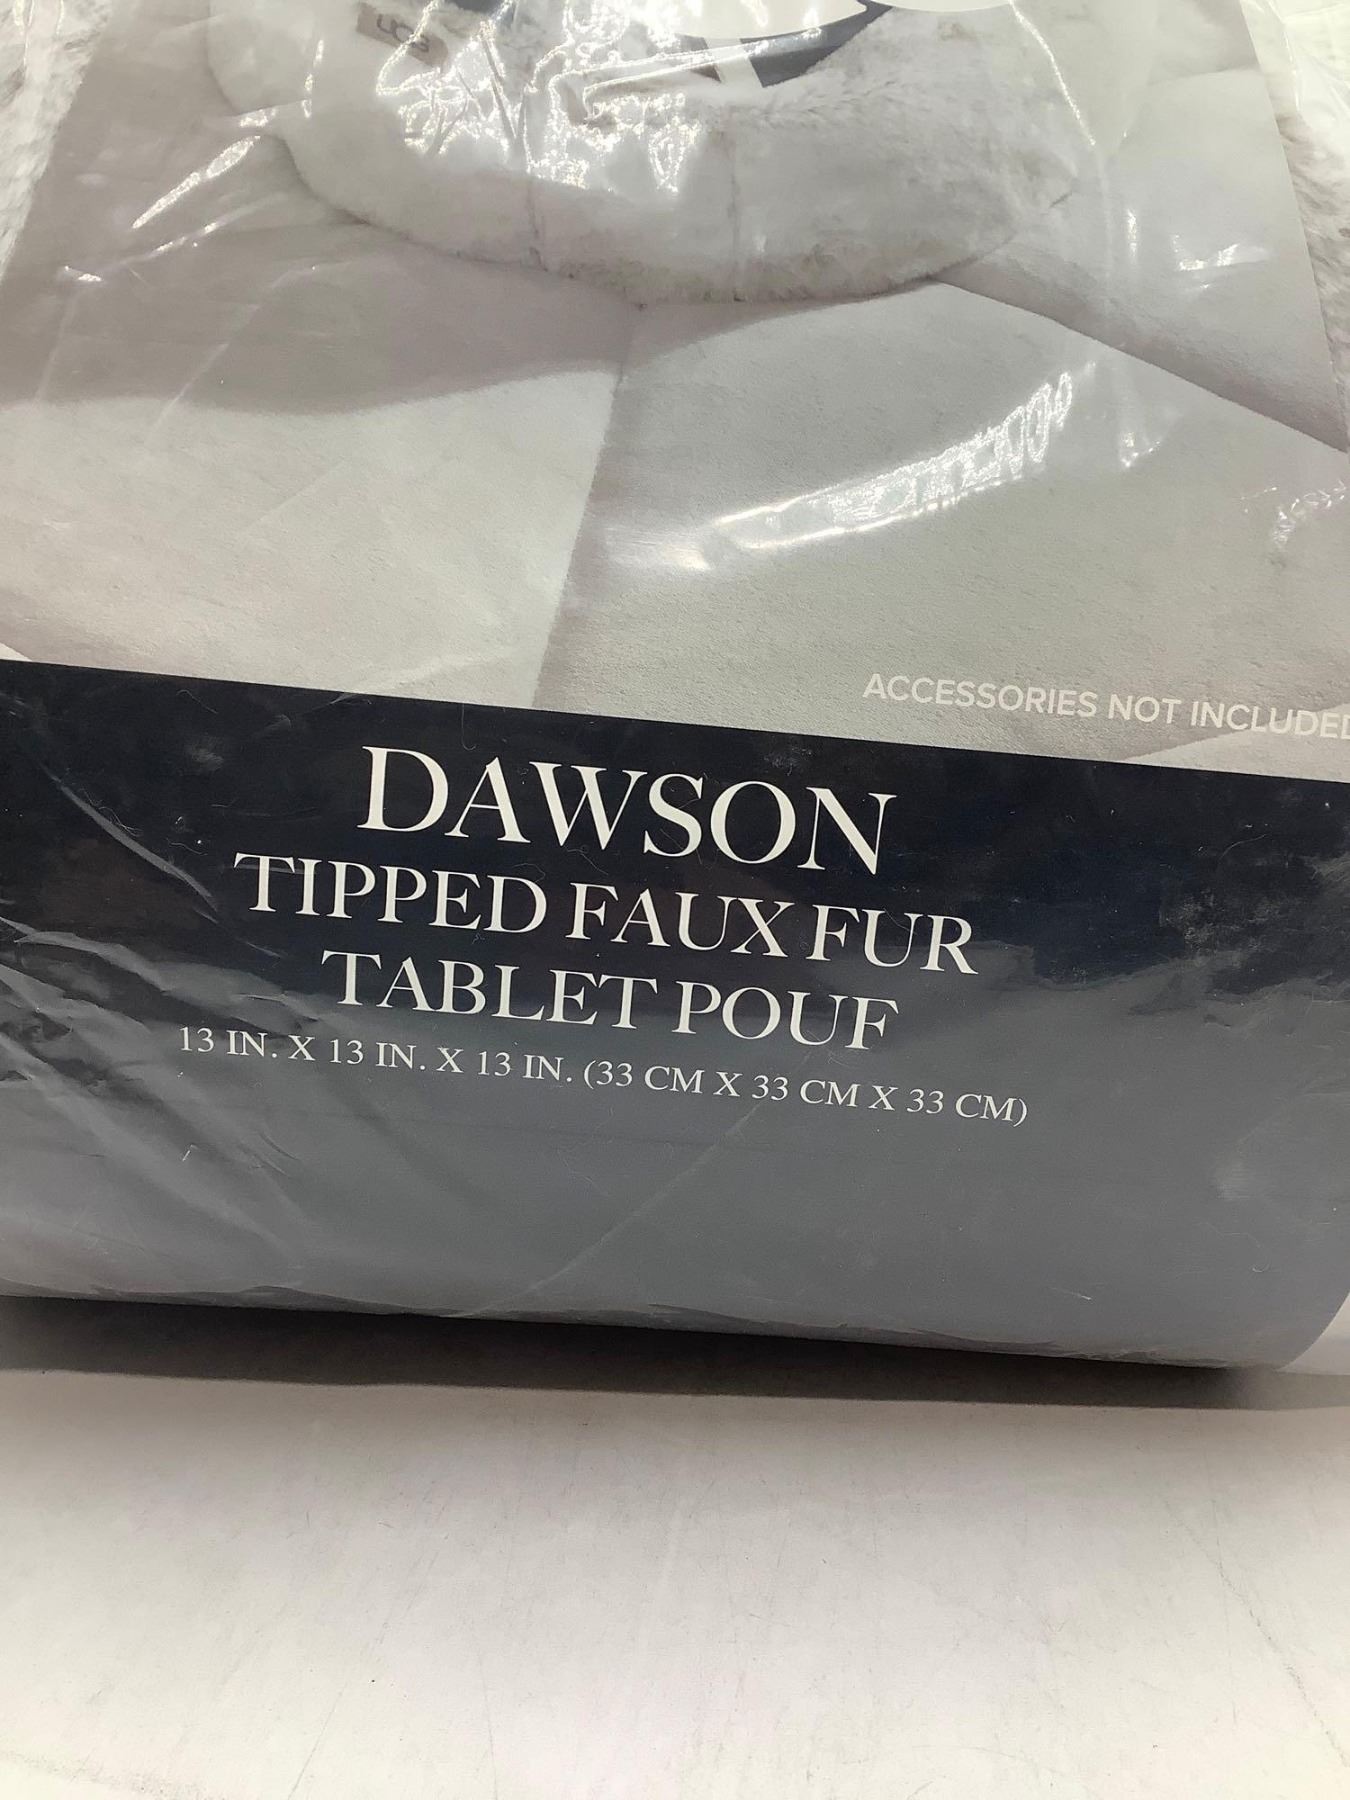 ACCESSORIES NOT INCLUDED
DAWSON
TIPPED FAUX FUR
TABLET POUF
13 IN. X 13 IN. X 13 IN. (33 CM X 33 CM X 33 CM)